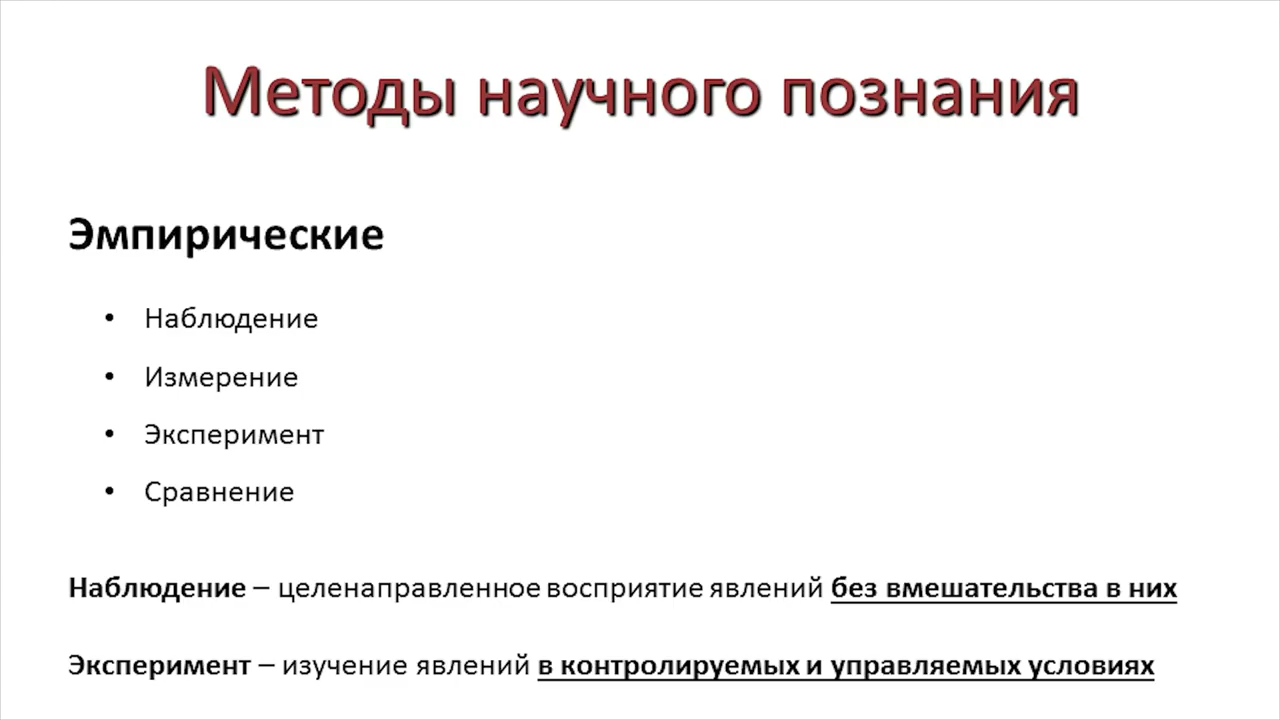 Методы научного познания
Эмпирические
• Наблюдение
• Измерение
• Эксперимент
• Сравнение
Наблюдение – целенаправленное восприятие явлений без вмешательства в них
Эксперимент – изучение явлений в контролируемых и управляемых условиях